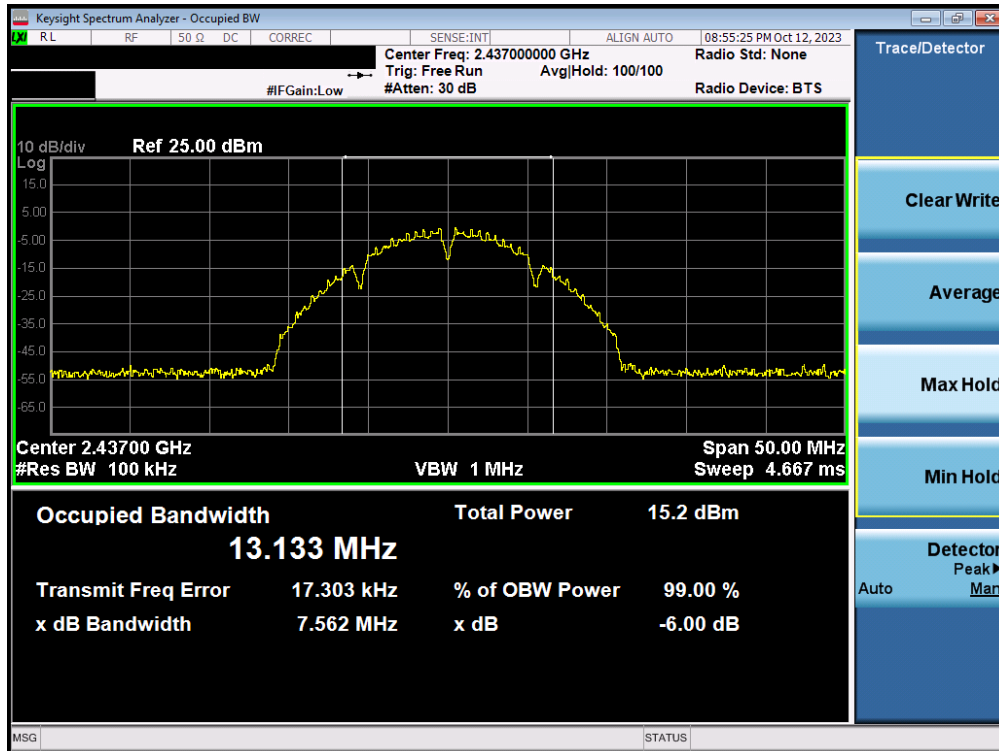 Keysight Spectrum Analyzer - Occupied BW
LXI RL RF 50 Ω DC CORREC SENSE:INT ALIGN AUTO 08:55:25 PM Oct 12, 2023
Center Freq: 2.437000000 GHz Radio Std: None
Trig: Free Run Avg|Hold: 100/100
#IFGain:Low #Atten: 30 dB Radio Device: BTS
10 dB/div Ref 25.00 dBm
Log
15.0
5.00
-5.00
-15.0
-25.0
-35.0
-45.0
-55.0
-65.0
Center 2.43700 GHz Span 50.00 MHz
#Res BW 100 kHz VBW 1 MHz Sweep 4.667 ms
Occupied Bandwidth Total Power 15.2 dBm
13.133 MHz
Transmit Freq Error 17.303 kHz % of OBW Power 99.00 %
x dB Bandwidth 7.562 MHz x dB -6.00 dB
MSG STATUS
Trace/Detector
Clear Write
Average
Max Hold
Min Hold
Detector
Peak
Auto Man